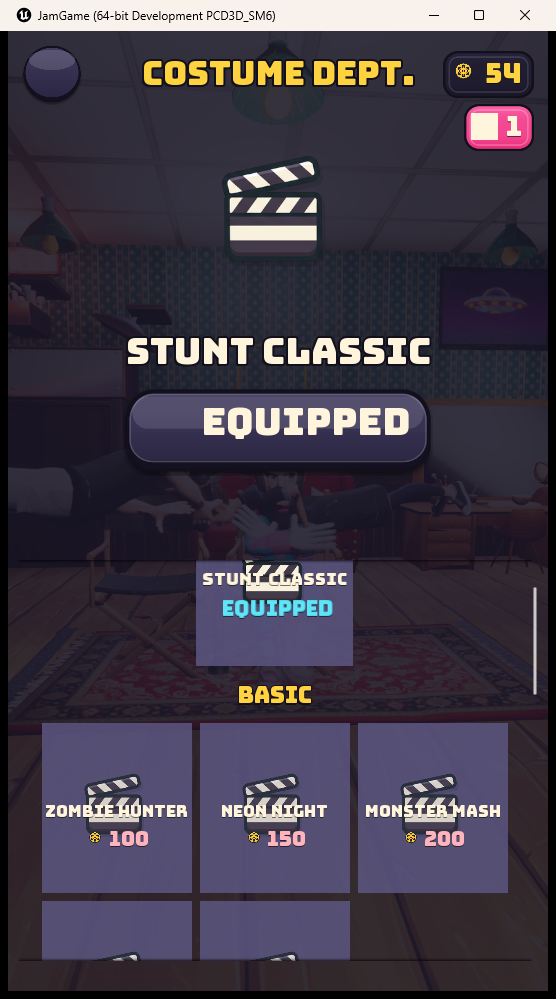 JamGame (64-bit Development PCD3D_SM6)
COSTUME DEPT.
54
1
STUNT CLASSIC
EQUIPPED
STUNT CLASSIC
EQUIPPED
BASIC
ZOMBIE HUNTER
NEON NIGHT
MONSTER MASH
100
150
200